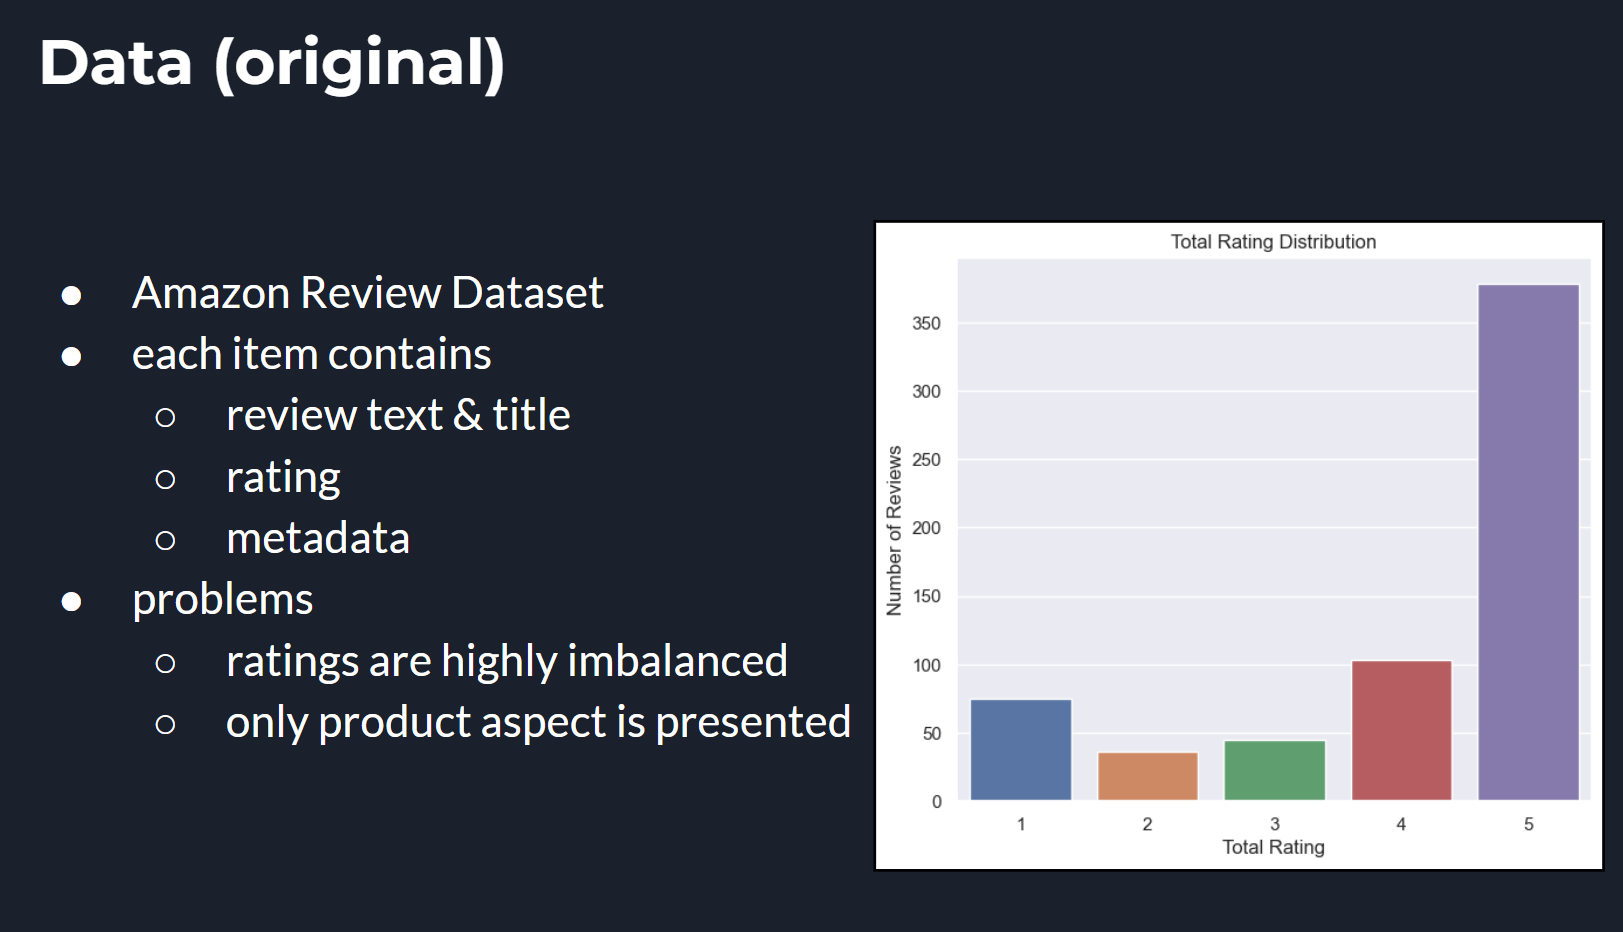 Data (original)
● Amazon Review Dataset
● each item contains
○ review text & title
○ rating
○ metadata
● problems
○ ratings are highly imbalanced
○ only product aspect is presented
Total Rating Distribution
Number of Reviews
350
300
250
200
150
100
50
0
1 2 3 4 5
Total Rating